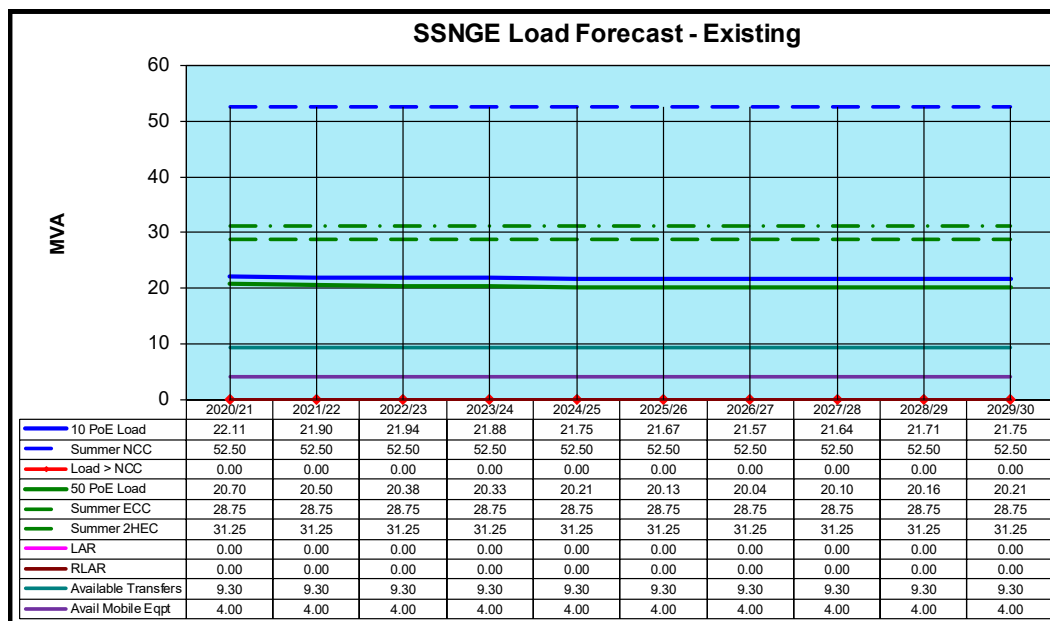 SSNGE Load Forecast - Existing
60
50
40
30
20
10
0
MVA
2020/21 2021/22 2022/23 2023/24 2024/25 2025/26 2026/27 2027/28 2028/29 2029/30
10 PoE Load 22.11 21.90 21.94 21.88 21.75 21.67 21.57 21.64 21.71 21.75
Summer NCC 52.50 52.50 52.50 52.50 52.50 52.50 52.50 52.50 52.50 52.50
Load > NCC 0.00 0.00 0.00 0.00 0.00 0.00 0.00 0.00 0.00 0.00
50 PoE Load 20.70 20.50 20.38 20.33 20.21 20.13 20.04 20.10 20.16 20.21
Summer ECC 28.75 28.75 28.75 28.75 28.75 28.75 28.75 28.75 28.75 28.75
Summer 2HEC 31.25 31.25 31.25 31.25 31.25 31.25 31.25 31.25 31.25 31.25
LAR 0.00 0.00 0.00 0.00 0.00 0.00 0.00 0.00 0.00 0.00
RLAR 0.00 0.00 0.00 0.00 0.00 0.00 0.00 0.00 0.00 0.00
Available Transfers 9.30 9.30 9.30 9.30 9.30 9.30 9.30 9.30 9.30 9.30
Avail Mobile Eqpt 4.00 4.00 4.00 4.00 4.00 4.00 4.00 4.00 4.00 4.00